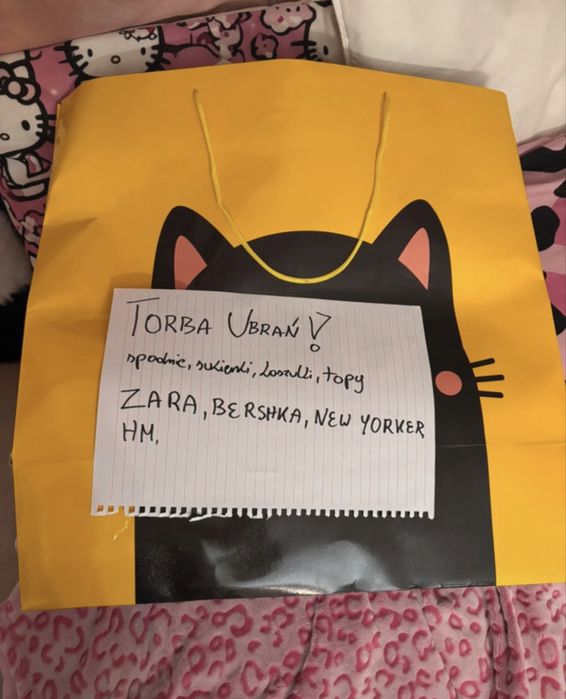 TORBA UBRAŃ!
spodnie, sukienki, koszulki, topy
ZARA, BERSHKA, NEW YORKER
HM,